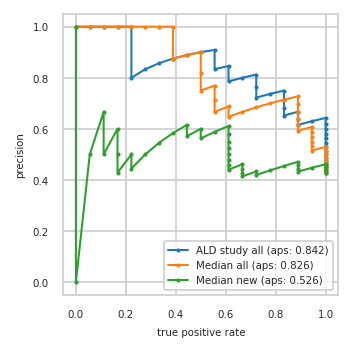 1.0
0.8
0.6
0.4
0.2
0.0
precision
0.0 0.2 0.4 0.6 0.8 1.0
true positive rate
ALD study all (aps: 0.842)
Median all (aps: 0.826)
Median new (aps: 0.526)